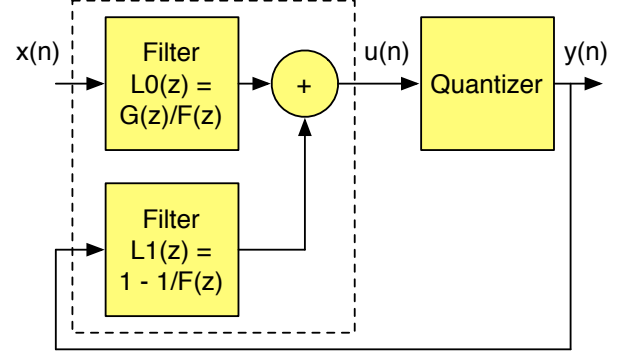 x(n)
Filter
L0(z) =
G(z)/F(z)
+
u(n)
Quantizer
y(n)
Filter
L1(z) =
1 - 1/F(z)